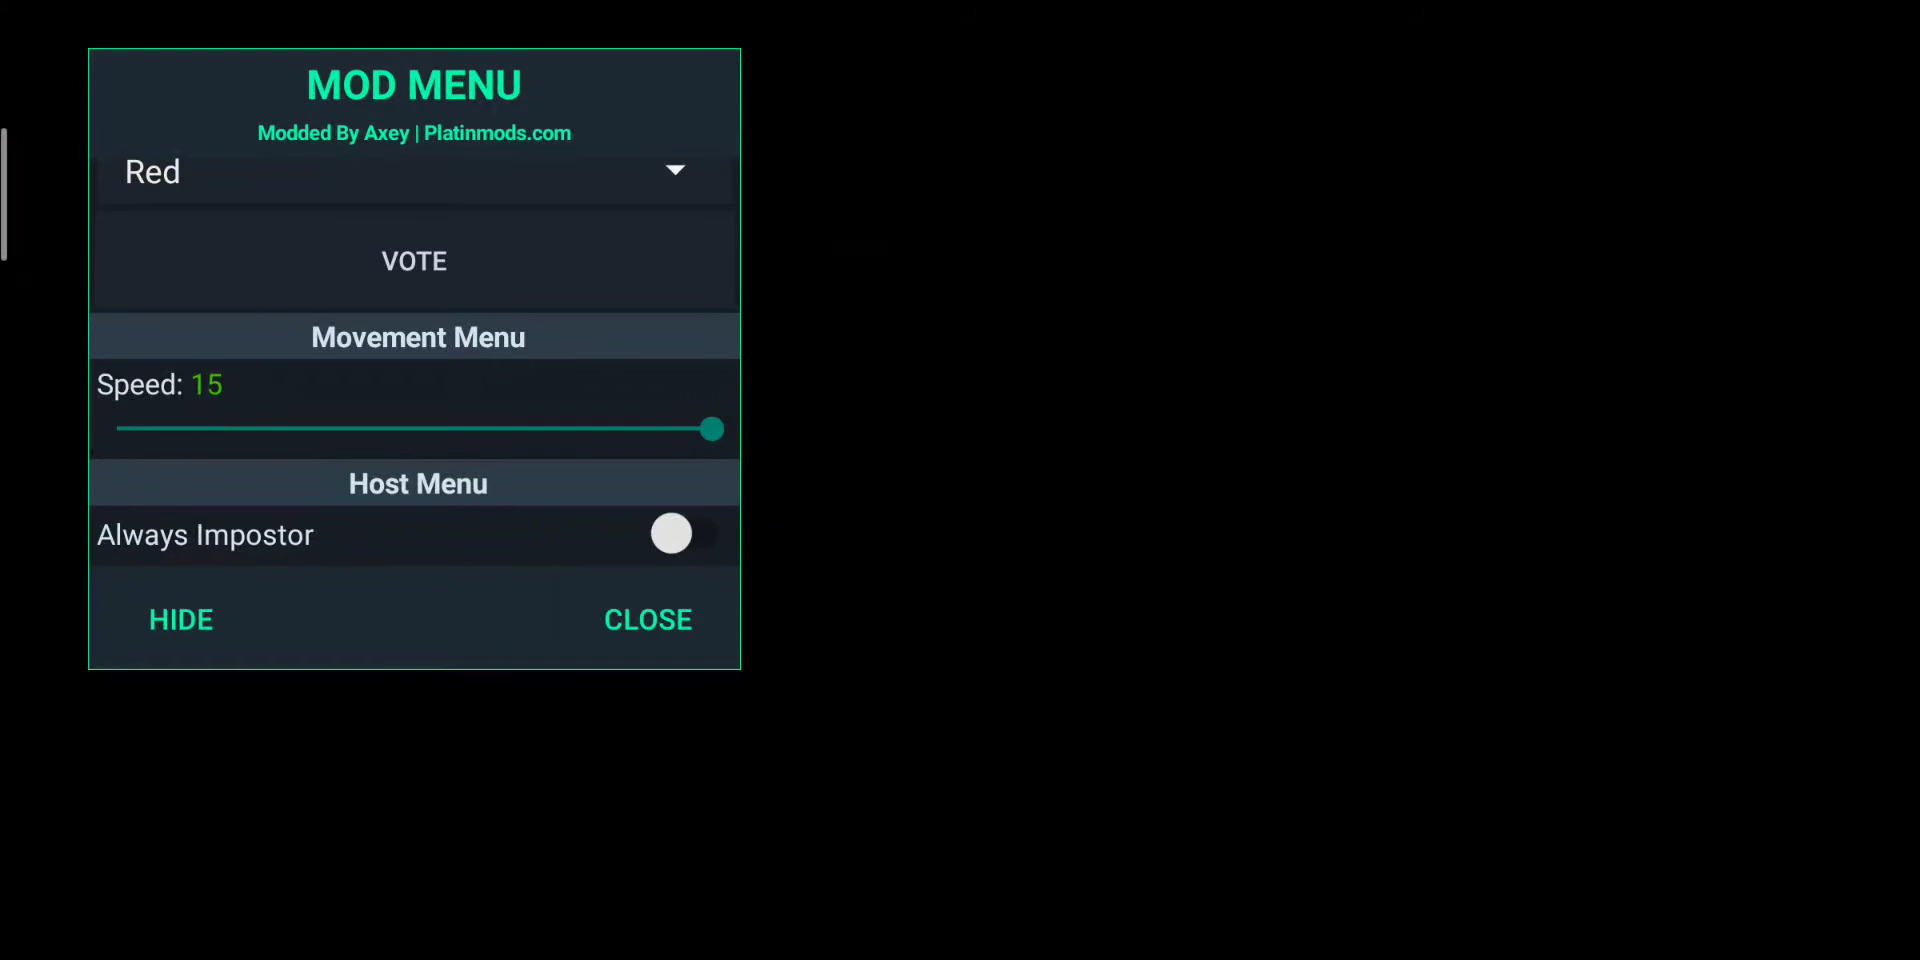 MOD MENU
Modded By Axey | Platinmods.com
Red
VOTE
Movement Menu
Speed: 15
Host Menu
Always Impostor
HIDE
CLOSE